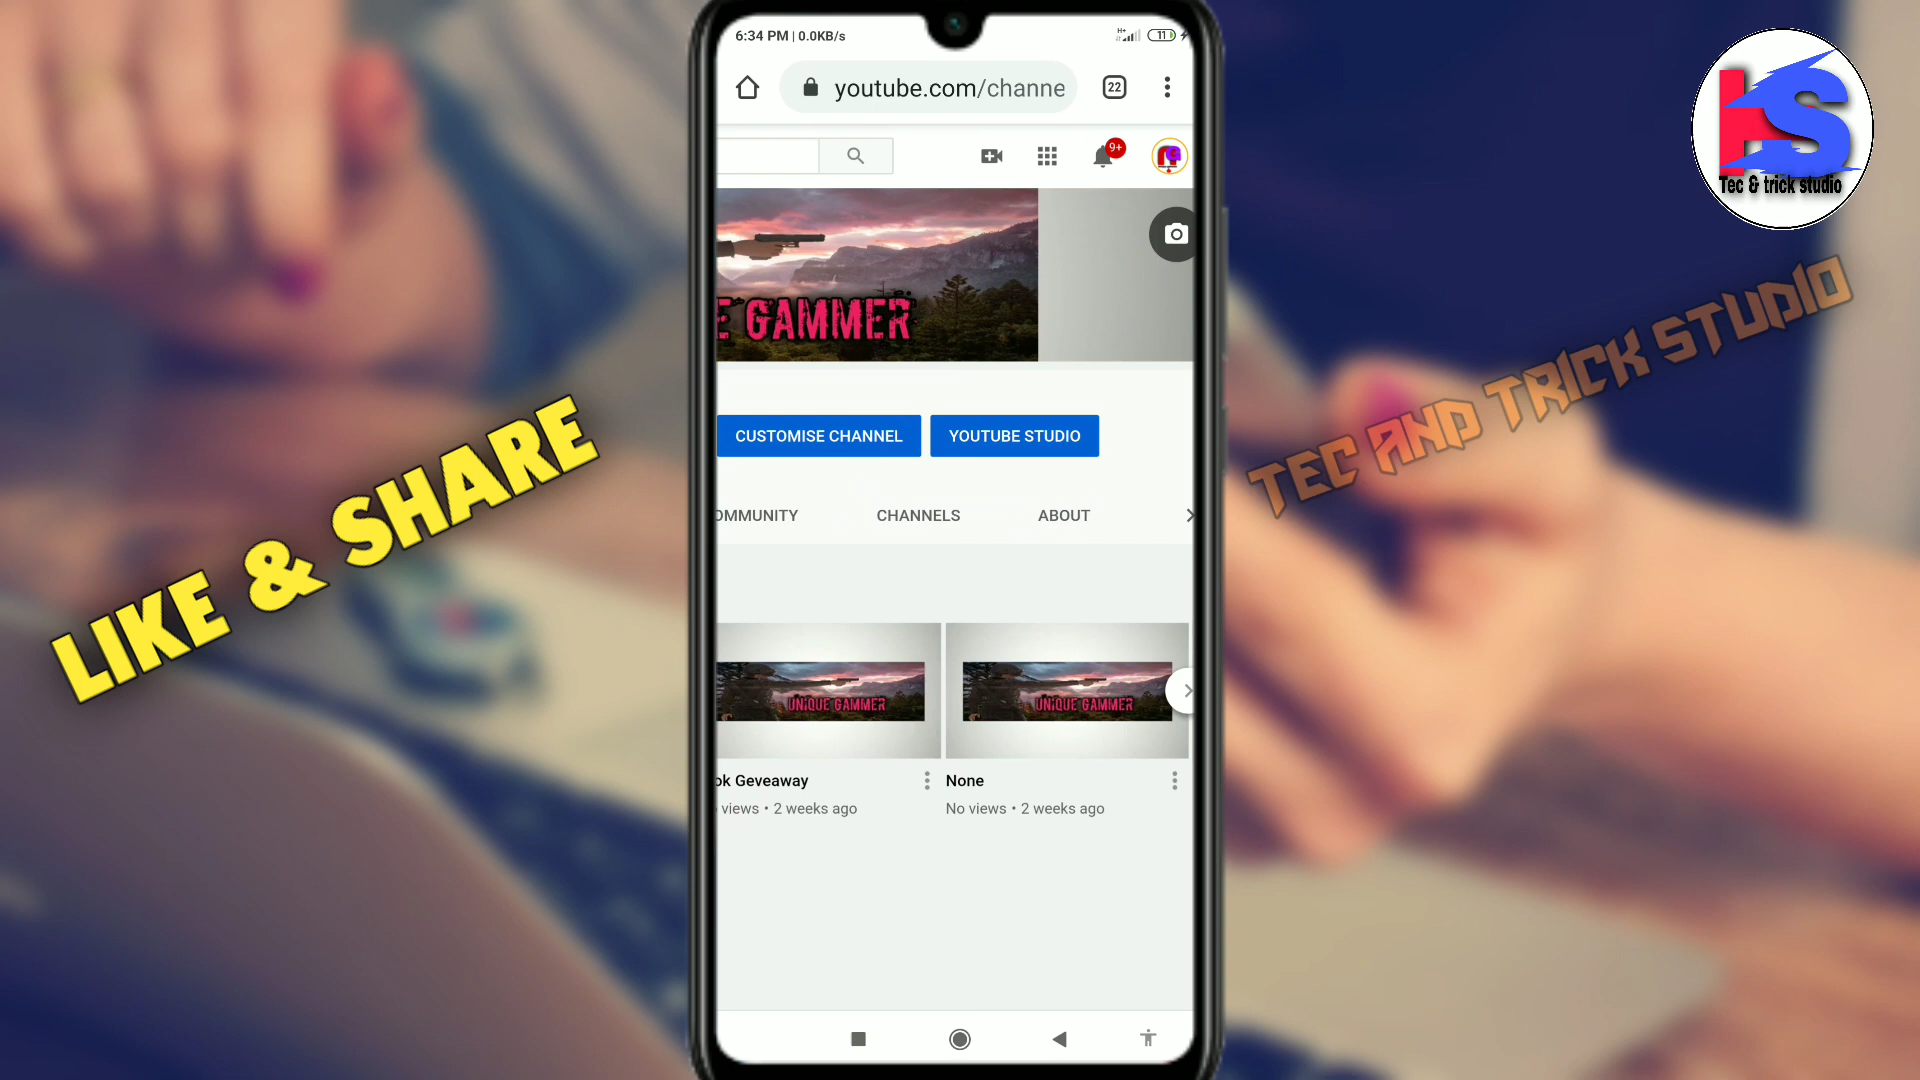 6:34 PM | 0.0KB/s
H+
11
youtube.com/channe
22
9+
HS
Tec & trick studio
E GAMMER
TEC AND TRICK STUDIO
CUSTOMISE CHANNEL
YOUTUBE STUDIO
LIKE & SHARE
OMMUNITY
CHANNELS
ABOUT
UNIQUE GAMMER
UNIQUE GAMMER
ok Geveaway
None
views • 2 weeks ago
No views • 2 weeks ago